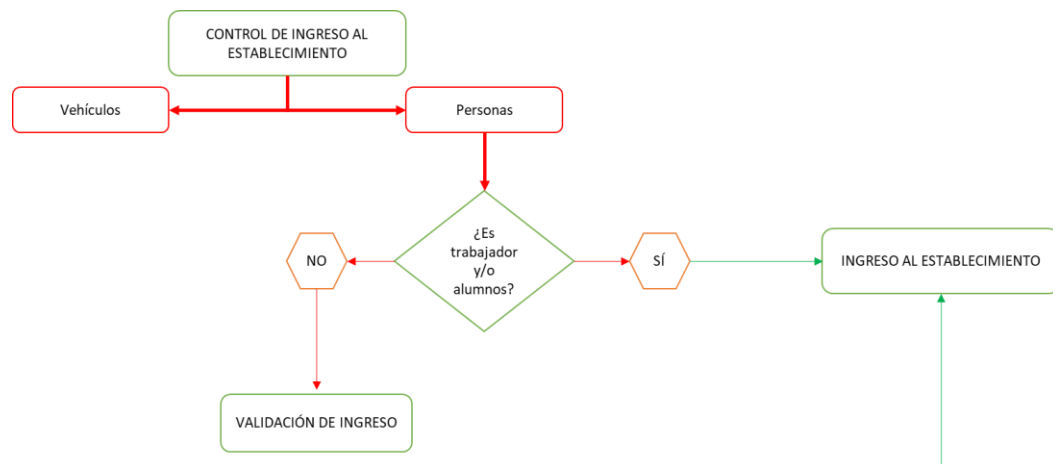 CONTROL DE INGRESO AL
ESTABLECIMIENTO
Vehículos
Personas
¿Es
trabajador
y/o
alumnos?
NO
SÍ
INGRESO AL ESTABLECIMIENTO
VALIDACIÓN DE INGRESO